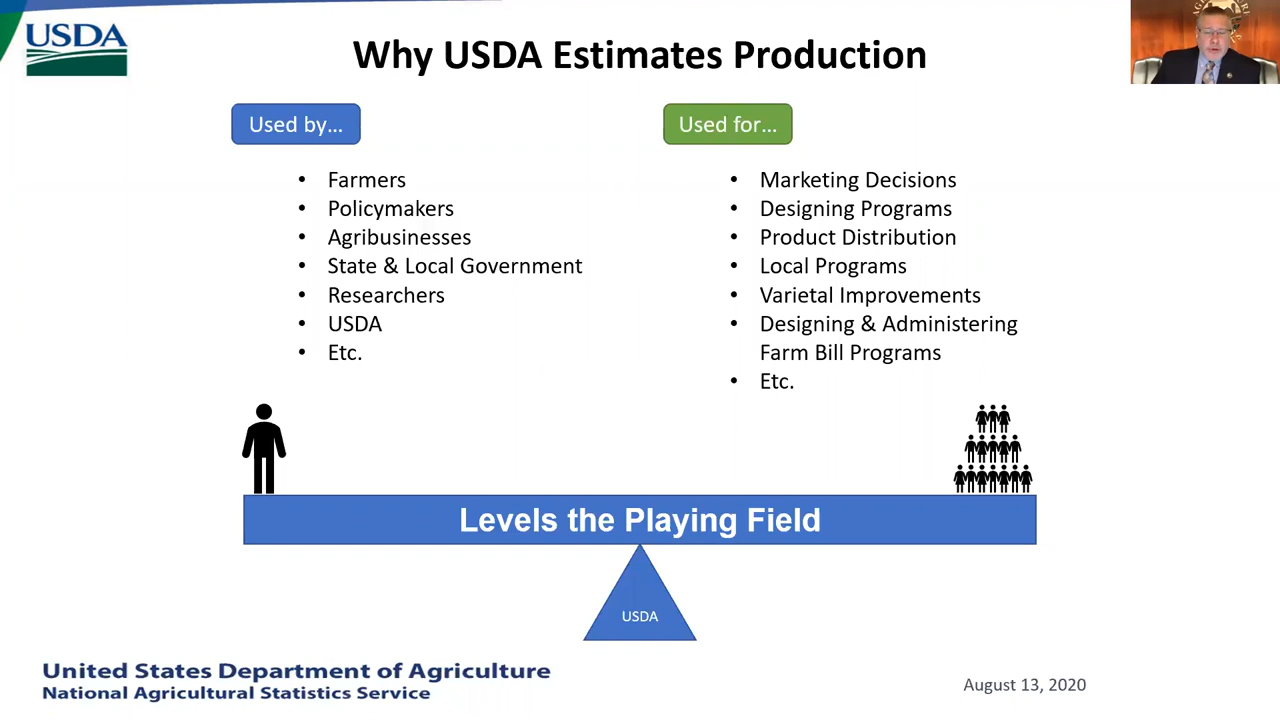 USDA
Why USDA Estimates Production
Used by...
Used for...
• Farmers
• Policymakers
• Agribusinesses
• State & Local Government
• Researchers
• USDA
• Etc.
• Marketing Decisions
• Designing Programs
• Product Distribution
• Local Programs
• Varietal Improvements
• Designing & Administering
Farm Bill Programs
• Etc.
Levels the Playing Field
USDA
United States Department of Agriculture
National Agricultural Statistics Service
August 13, 2020